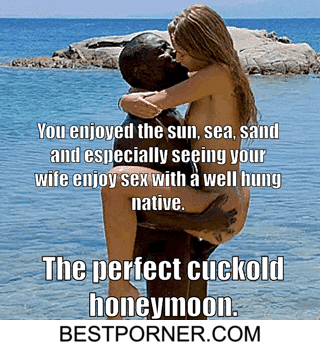 You enjoyed the sun, sea, sand
and especially seeing your
wife enjoy sex with a well hung
native.
The perfect cuckold
honeymoon.
BESTPORNER.COM